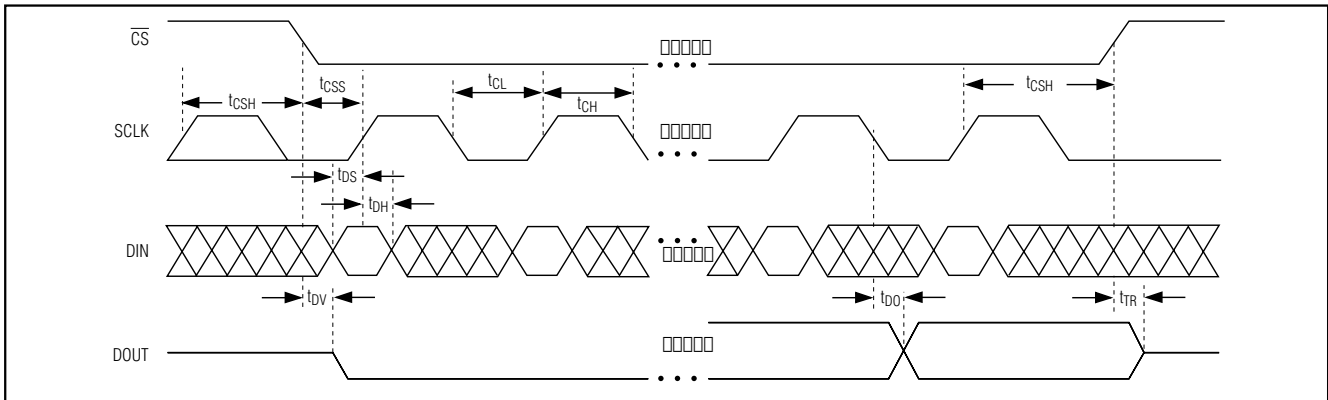 CS
tCSH
tCSS
tCL
tCH
tCSH
SCLK
tDS
tDH
DIN
tDV
tDO
tTR
DOUT